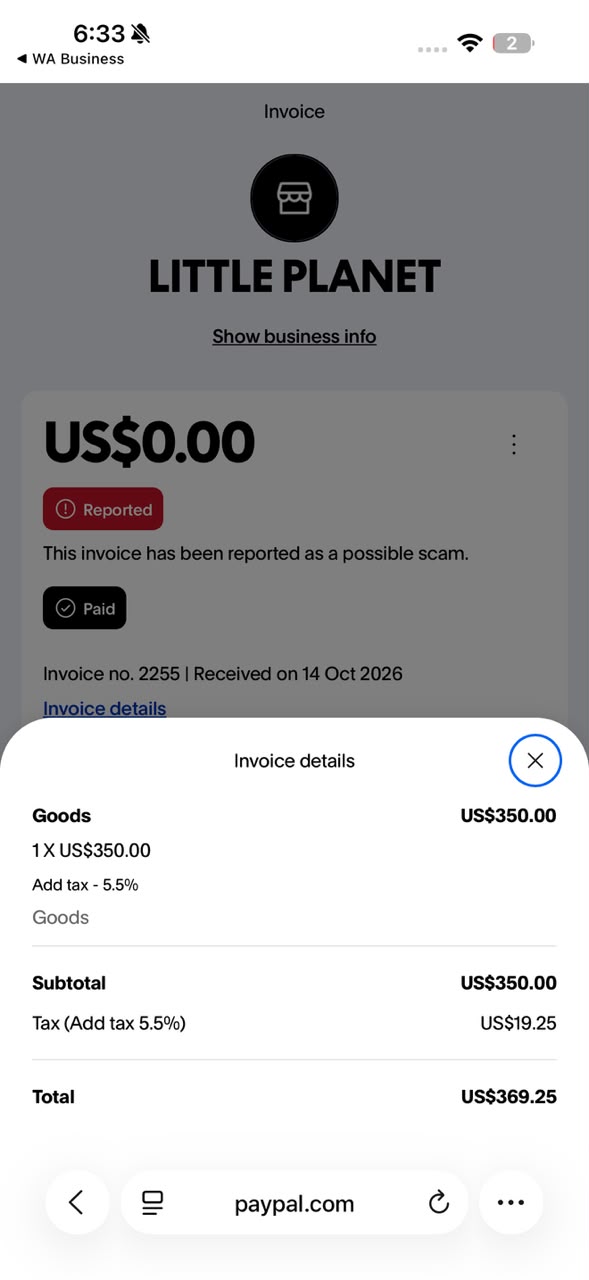 6:33
WA Business
2
Invoice
LITTLE PLANET
Show business info
US$0.00
Reported
This invoice has been reported as a possible scam.
Paid
Invoice no. 2255 | Received on 14 Oct 2026
Invoice details
Invoice details
Goods US$350.00
1 X US$350.00
Add tax - 5.5%
Goods
Subtotal US$350.00
Tax (Add tax 5.5%) US$19.25
Total US$369.25
paypal.com